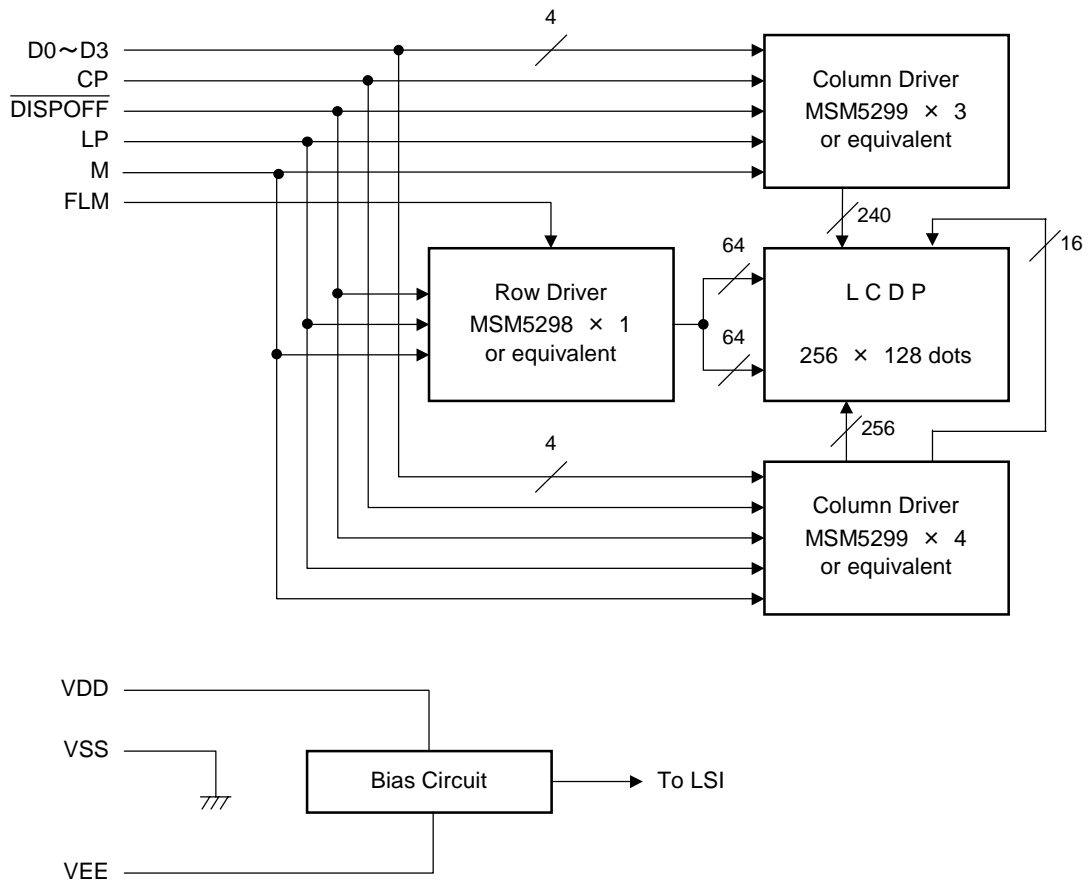 4
D0～D3
CP
DISPOFF
LP
M
FLM
Column Driver
MSM5299 × 3
or equivalent
240
16
64
64
Row Driver
MSM5298 × 1
or equivalent
L C D P
256 × 128 dots
256
4
Column Driver
MSM5299 × 4
or equivalent
VDD
VSS
Bias Circuit
To LSI
VEE